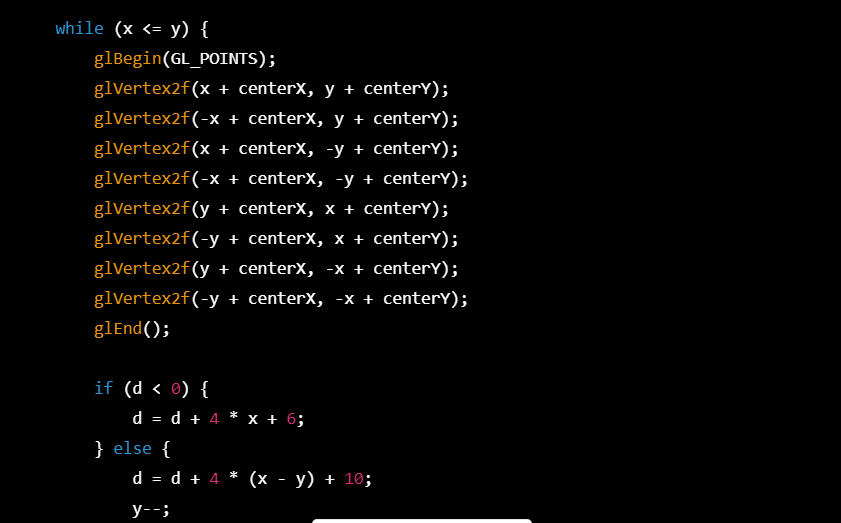 while (x <= y) {
glBegin(GL_POINTS);
glVertex2f(x + centerX, y + centerY);
glVertex2f(-x + centerX, y + centerY);
glVertex2f(x + centerX, -y + centerY);
glVertex2f(-x + centerX, -y + centerY);
glVertex2f(y + centerX, x + centerY);
glVertex2f(-y + centerX, x + centerY);
glVertex2f(y + centerX, -x + centerY);
glVertex2f(-y + centerX, -x + centerY);
glEnd();
if (d < 0) {
d = d + 4 * x + 6;
} else {
d = d + 4 * (x - y) + 10;
y--;